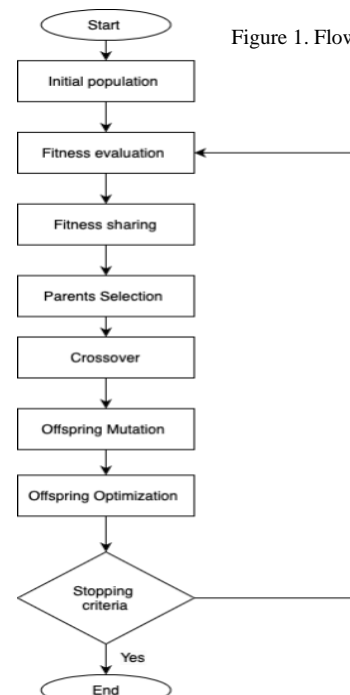 Start
Figure 1. Flow
Initial population
Fitness evaluation
Fitness sharing
Parents Selection
Crossover
Offspring Mutation
Offspring Optimization
Stopping
criteria
Yes
End